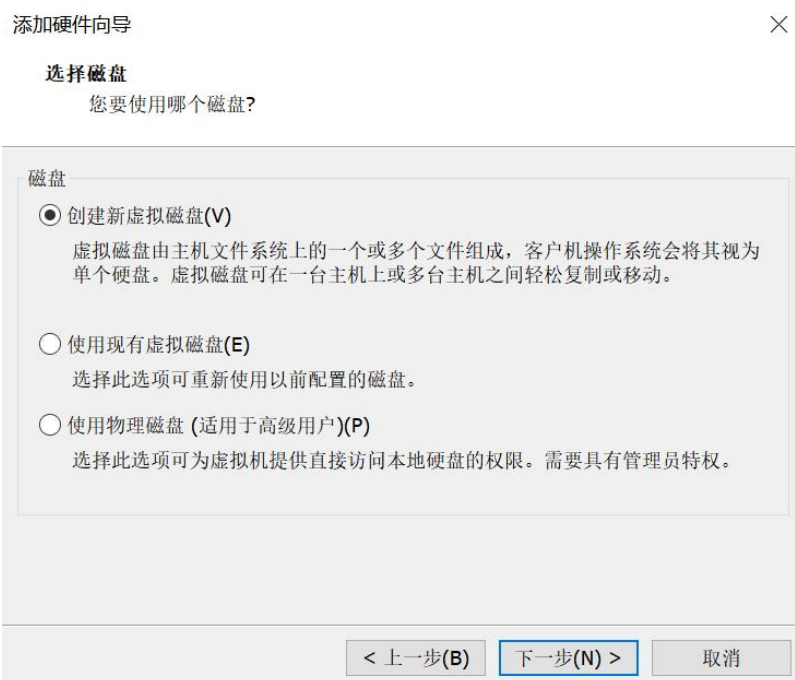 添加硬件向导
选择磁盘
您要使用哪个磁盘?
磁盘
创建新虚拟磁盘(V)
虚拟磁盘由主机文件系统上的一个或多个文件组成，客户机操作系统会将其视为
单个硬盘。虚拟磁盘可在一台主机上或多台主机之间轻松复制或移动。
使用现有虚拟磁盘(E)
选择此选项可重新使用以前配置的磁盘。
使用物理磁盘 (适用于高级用户)(P)
选择此选项可为虚拟机提供直接访问本地硬盘的权限。需要具有管理员特权。
< 上一步(B) 下一步(N) > 取消